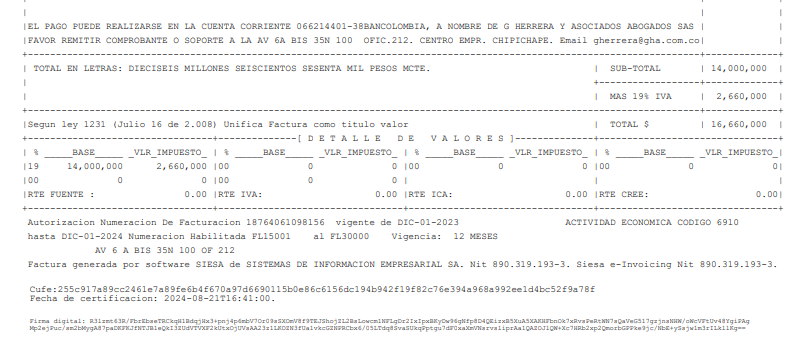 EL PAGO PUEDE REALIZARSE EN LA CUENTA CORRIENTE 066214401-38BANCOLOMBIA, A NOMBRE DE G HERRERA Y ASOCIADOS ABOGADOS SAS
FAVOR REMITIR COMPROBANTE O SOPORTE A LA AV 6A BIS 35N 100 OFIC.212. CENTRO EMPR. CHIPICHAPE. Email gherrera@gha.com.co
TOTAL EN LETRAS: DIECISEIS MILLONES SEISCIENTOS SESENTA MIL PESOS MCTE. | SUB-TOTAL | 14,000,000
MAS 19% IVA | 2,660,000
Segun ley 1231 (Julio 16 de 2.008) Unifica Factura como titulo valor | TOTAL $ | 16,660,000
[ D E T A L L E D E V A L O R E S ]
% _____BASE_____ _VLR_IMPUESTO_ | % _____BASE_____ _VLR_IMPUESTO_ | % _____BASE_____ _VLR_IMPUESTO_ | % _____BASE_____ _VLR_IMPUESTO_
19 14,000,000 2,660,000 |00 0 0 |00 0 0 |00 0 0
00 0 0 |00 0 0
RTE FUENTE : 0.00 |RTE IVA: 0.00 |RTE ICA: 0.00 |RTE CREE: 0.00
Autorizacion Numeracion De Facturacion 18764061098156 vigente de DIC-01-2023 ACTIVIDAD ECONOMICA CODIGO 6910
hasta DIC-01-2024 Numeracion Habilitada FL15001 al FL30000 Vigencia: 12 MESES
AV 6 A BIS 35N 100 OF 212
Factura generada por software SIESA de SISTEMAS DE INFORMACION EMPRESARIAL SA. Nit 890.319.193-3. Siesa e-Invoicing Nit 890.319.193-3.
Cufe:255c917a89cc2461e7a89fe6b4f670a97d6690115b0e86c6156dc194b942f19f82c76e394a968a992ee1d4bc52f9a78f
Fecha de certificacion: 2024-08-21T16:41:00.
Firma digital: